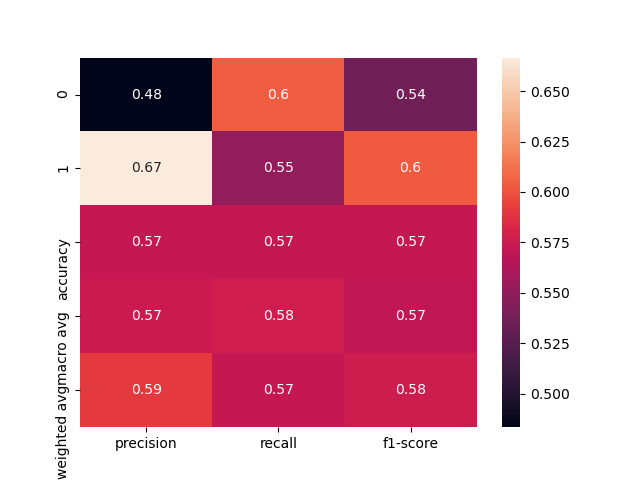 0 0.48 0.6 0.54
1 0.67 0.55 0.6
accuracy 0.57 0.57 0.57
macro avg 0.57 0.58 0.57
weighted avg 0.59 0.57 0.58
precision recall f1-score
0.650
0.625
0.600
0.575
0.550
0.525
0.500